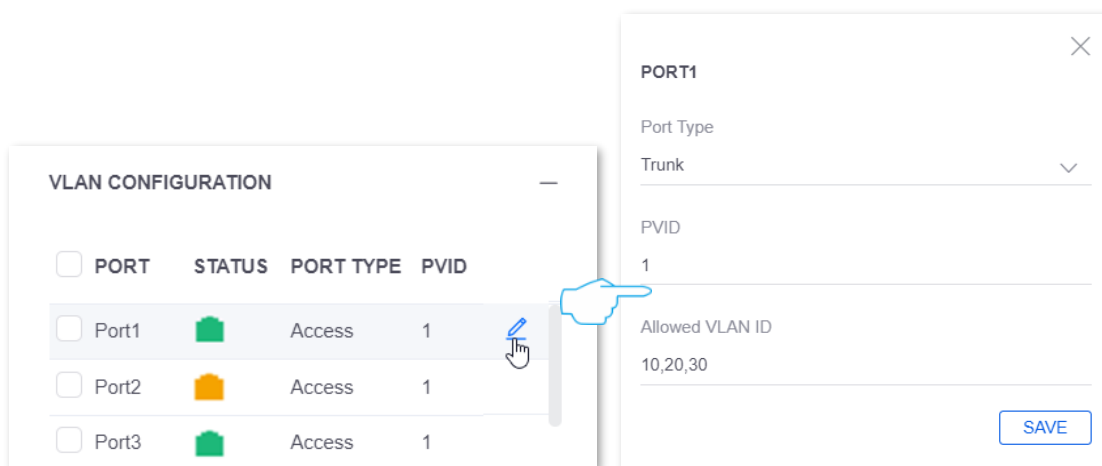 VLAN CONFIGURATION
PORT STATUS PORT TYPE PVID
Port1 Access 1
Port2 Access 1
Port3 Access 1
PORT1
Port Type
Trunk
PVID
1
Allowed VLAN ID
10,20,30
SAVE